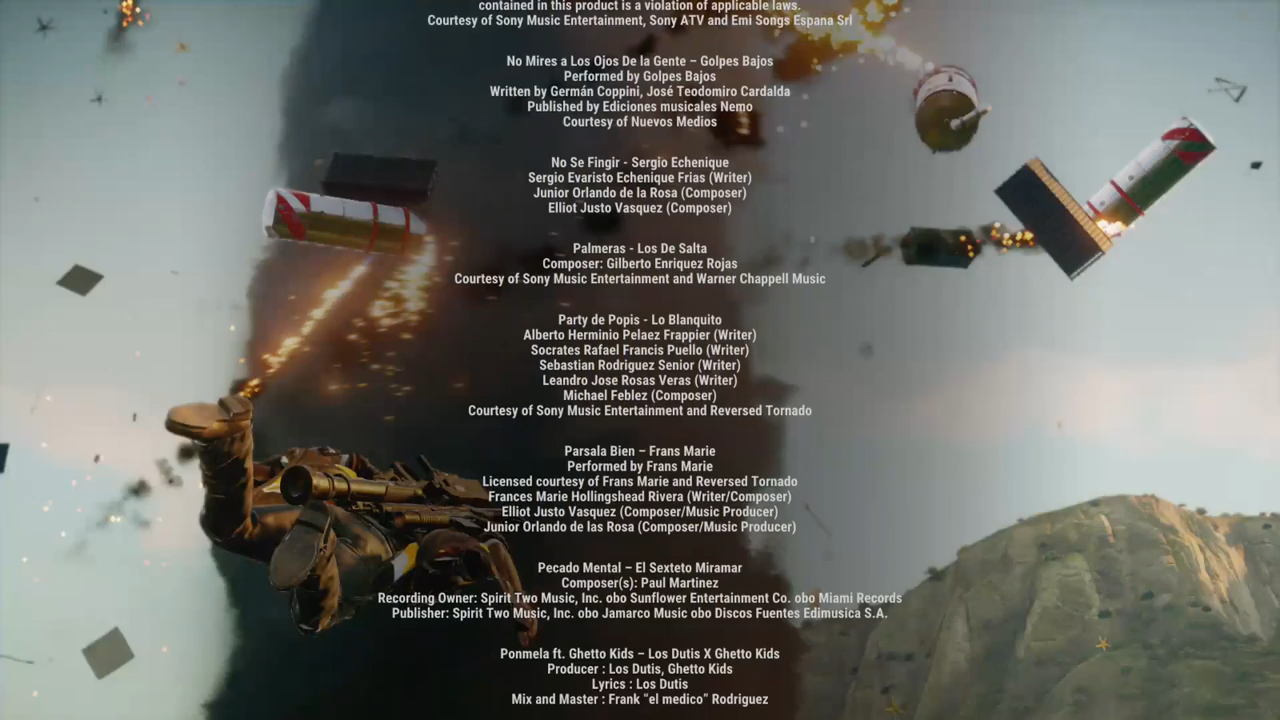 contained in this product is a violation of applicable laws.
Courtesy of Sony Music Entertainment, Sony ATV and Emi Songs Espana Srl
No Mires a Los Ojos De la Gente – Golpes Bajos
Performed by Golpes Bajos
Written by Germán Coppini, José Teodomiro Cardalda
Published by Ediciones musicales Nemo
Courtesy of Nuevos Medios
No Se Fingir - Sergio Echenique
Sergio Evaristo Echenique Frias (Writer)
Junior Orlando de la Rosa (Composer)
Elliot Justo Vasquez (Composer)
Palmeras - Los De Salta
Composer: Gilberto Enriquez Rojas
Courtesy of Sony Music Entertainment and Warner Chappell Music
Party de Popis - Lo Blanquito
Alberto Herminio Pelaez Frappier (Writer)
Socrates Rafael Francis Puello (Writer)
Sebastian Rodriguez Senior (Writer)
Leandro Jose Rosas Veras (Writer)
Michael Feblez (Composer)
Courtesy of Sony Music Entertainment and Reversed Tornado
Parsala Bien – Frans Marie
Performed by Frans Marie
Licensed courtesy of Frans Marie and Reversed Tornado
Frances Marie Hollingshead Rivera (Writer/Composer)
Elliot Justo Vasquez (Composer/Music Producer)
Junior Orlando de las Rosa (Composer/Music Producer)
Pecado Mental – El Sexteto Miramar
Composer(s): Paul Martinez
Recording Owner: Spirit Two Music, Inc. obo Sunflower Entertainment Co. obo Miami Records
Publisher: Spirit Two Music, Inc. obo Jamarco Music obo Discos Fuentes Edimusica S.A.
Ponmela ft. Ghetto Kids – Los Dutis X Ghetto Kids
Producer : Los Dutis, Ghetto Kids
Lyrics : Los Dutis
Mix and Master : Frank “el medico” Rodriguez